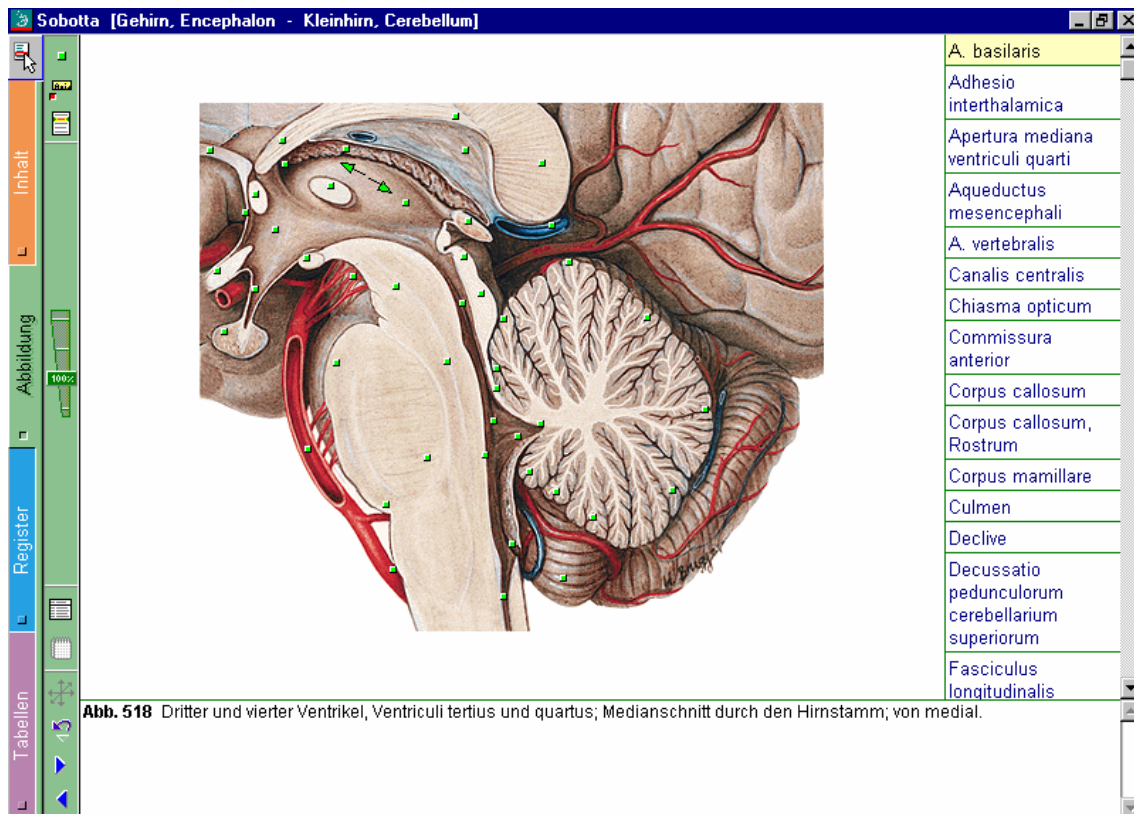 Sobotta [Gehirn, Encephalon - Kleinhirn, Cerebellum]
Inhalt
Abbildung
Register
Tabellen
100%
A. basilaris
Adhesio
interthalamica
Apertura mediana
ventriculi quarti
Aqueductus
mesencephali
A. vertebralis
Canalis centralis
Chiasma opticum
Commissura
anterior
Corpus callosum
Corpus callosum,
Rostrum
Corpus mamillare
Culmen
Declive
Decussatio
pedunculorum
cerebellarium
superiorum
Fasciculus
longitudinalis
Abb. 518 Dritter und vierter Ventrikel, Ventriculi tertius und quartus; Medianschnitt durch den Hirnstamm; von medial.